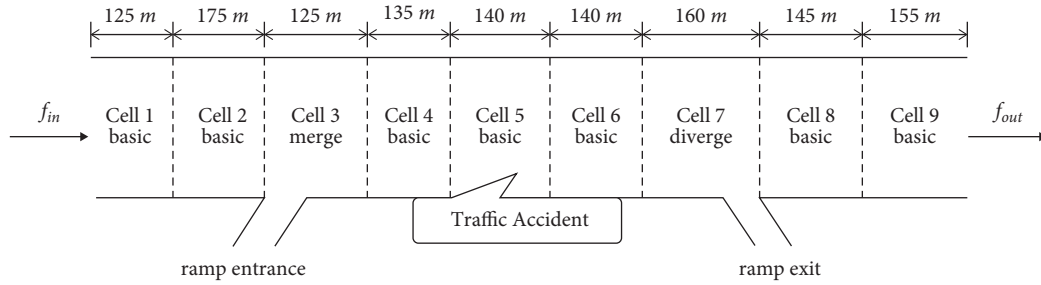 125 m 175 m 125 m 135 m 140 m 140 m 160 m 145 m 155 m
f_in Cell 1 Cell 2 Cell 3 Cell 4 Cell 5 Cell 6 Cell 7 Cell 8 Cell 9 f_out
basic basic merge basic basic basic diverge basic basic
Traffic Accident
ramp entrance ramp exit